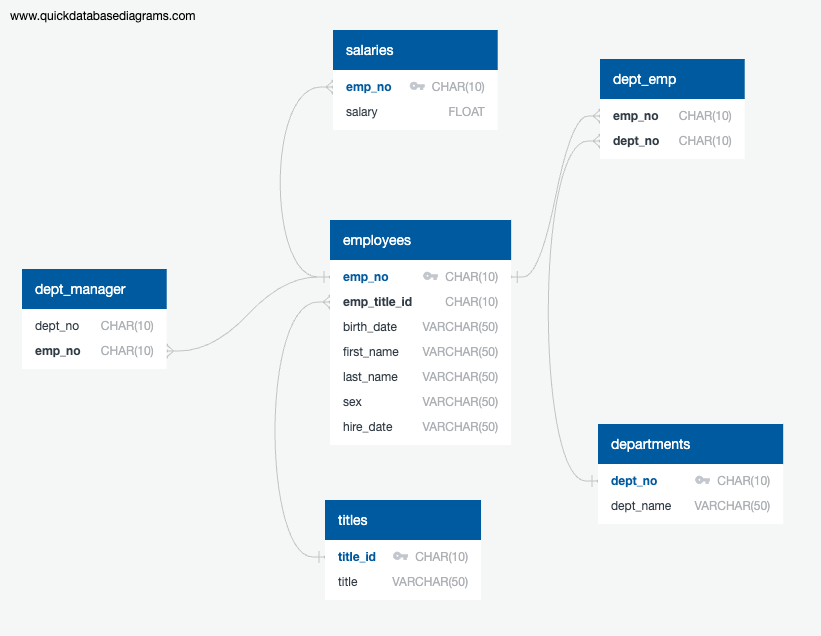 www.quickdatabasediagrams.com
salaries
emp_no CHAR(10)
salary FLOAT
dept_emp
emp_no CHAR(10)
dept_no CHAR(10)
employees
emp_no CHAR(10)
emp_title_id CHAR(10)
birth_date VARCHAR(50)
first_name VARCHAR(50)
last_name VARCHAR(50)
sex VARCHAR(50)
hire_date VARCHAR(50)
dept_manager
dept_no CHAR(10)
emp_no CHAR(10)
departments
dept_no CHAR(10)
dept_name VARCHAR(50)
titles
title_id CHAR(10)
title VARCHAR(50)